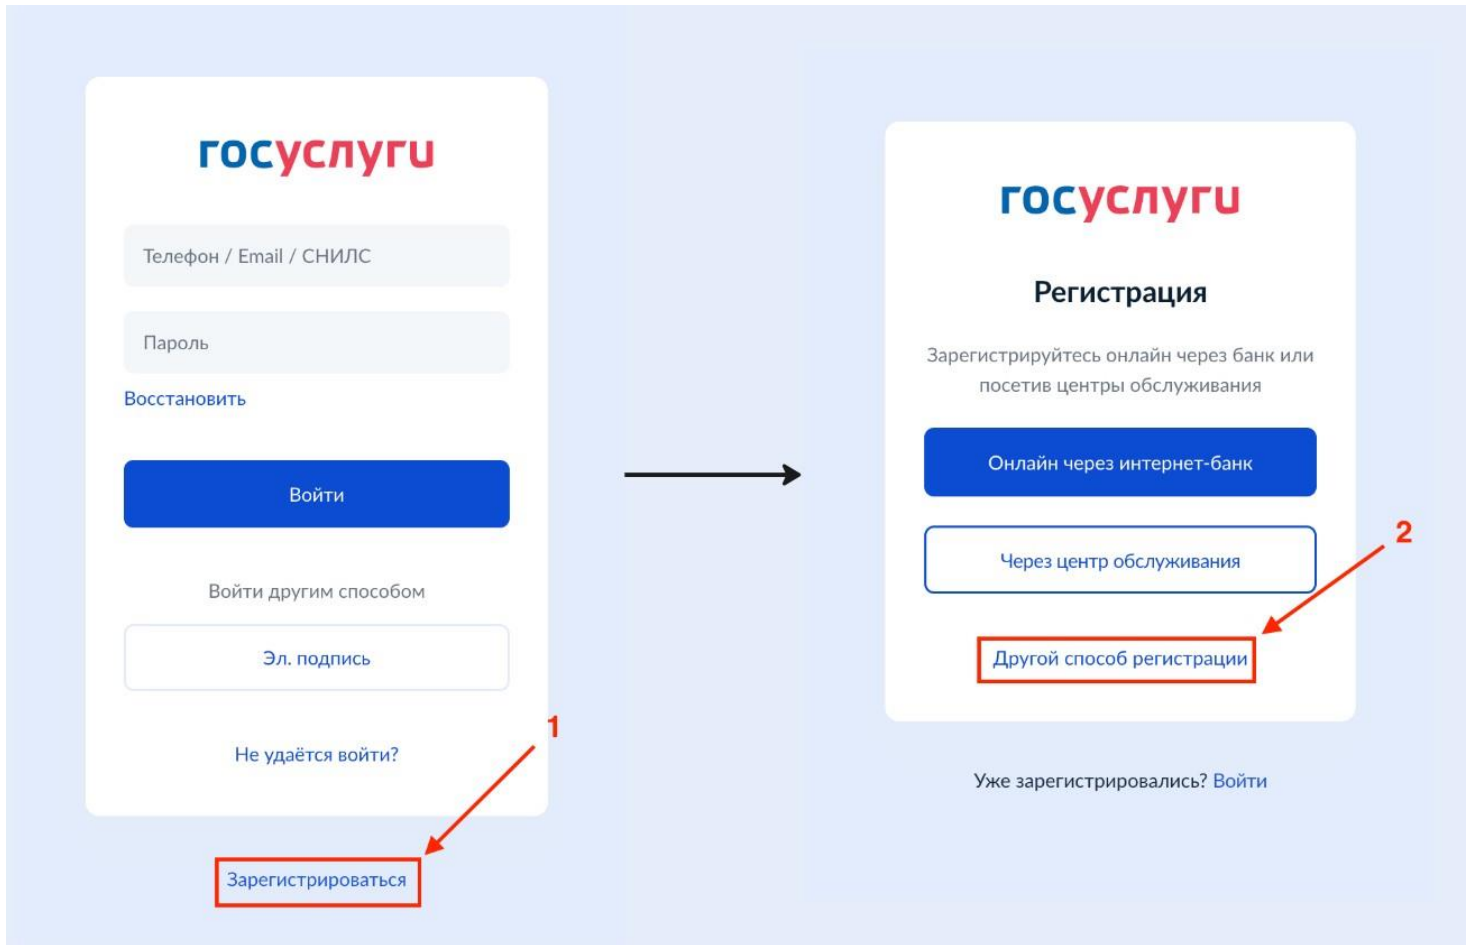 госуслуги
Телефон / Email / СНИЛС
Пароль
Восстановить
Войти
Войти другим способом
Эл. подпись
Не удаётся войти?
1
Зарегистрироваться
госуслуги
Регистрация
Зарегистрируйтесь онлайн через банк или
посетив центры обслуживания
Онлайн через интернет-банк
Через центр обслуживания
2
Другой способ регистрации
Уже зарегистрировались? Войти